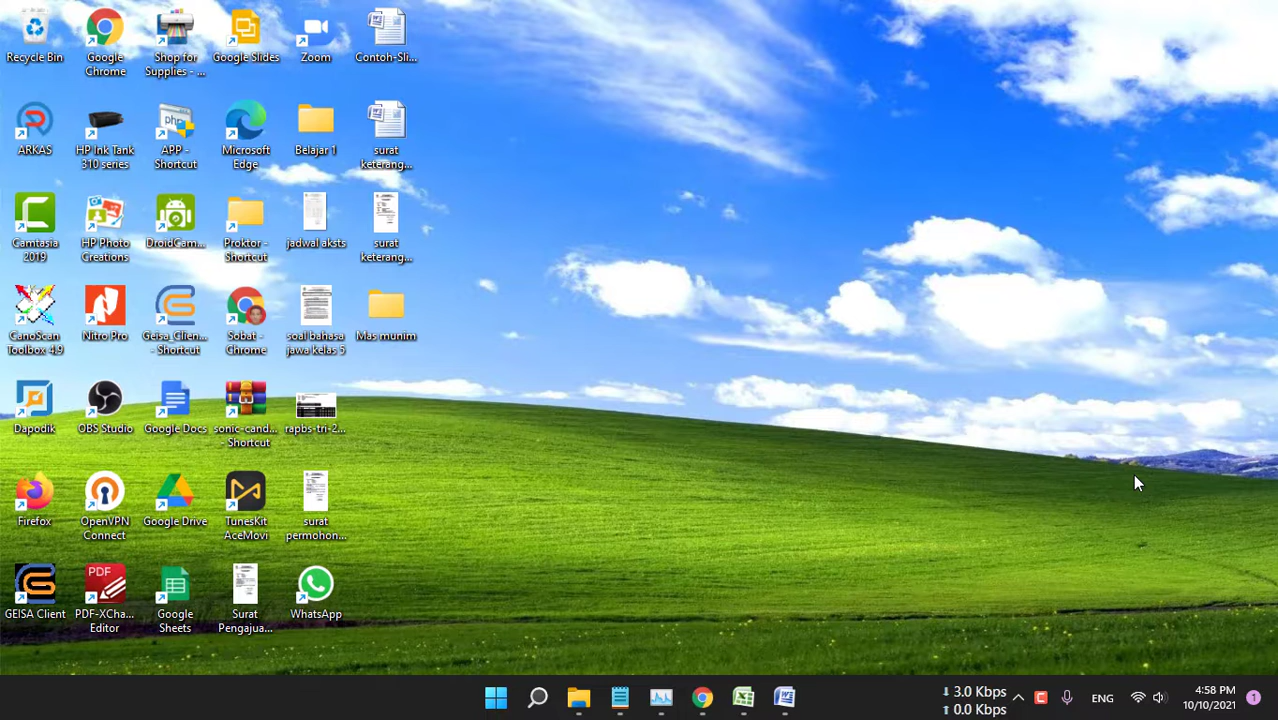 Recycle Bin
Google
Chrome
Shop for
Supplies - ...
Google Slides
Zoom
Contoh-Sli...
ARKAS
HP Ink Tank
310 series
php
APP -
Shortcut
Microsoft
Edge
Belajar 1
surat
keterang...
Camtasia
2019
HP Photo
Creations
DroidCam...
Proktor -
Shortcut
jadwal aksts
surat
keterang...
CanoScan
Toolbox 4.9
Nitro Pro
Geisa_Clien...
- Shortcut
Sobat -
Chrome
soal bahasa
jawa kelas 5
Mas munim
Dapodik
OBS Studio
Google Docs
sonic-cand...
- Shortcut
rapbs-tri-2...
Firefox
OpenVPN
Connect
Google Drive
TunesKit
AceMovi
surat
permohon...
GEISA Client
PDF
PDF-XCha...
Editor
Google
Sheets
Surat
Pengajua...
WhatsApp
3.0 Kbps
0.0 Kbps
ENG
4:58 PM
10/10/2021
1